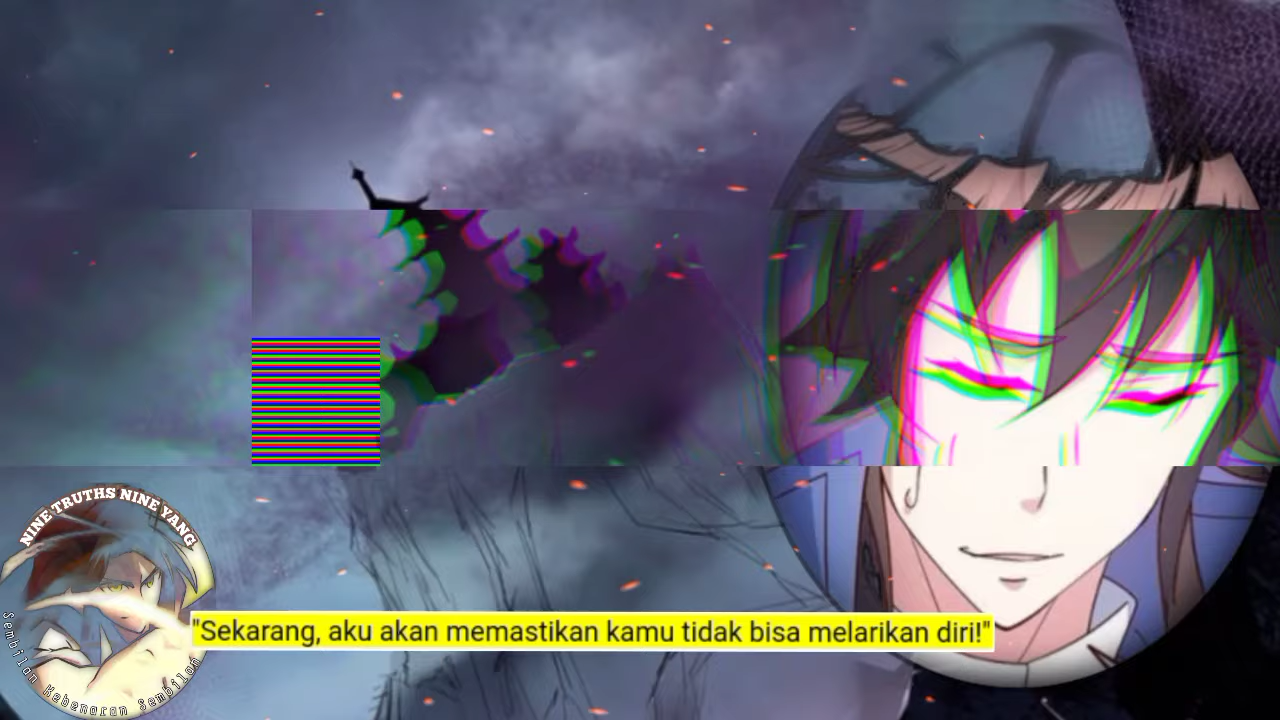 NINE TRUTHS NINE YANG
"Sekarang, aku akan memastikan kamu tidak bisa melarikan diri!"
Sembilan Kebenaran Sembilan